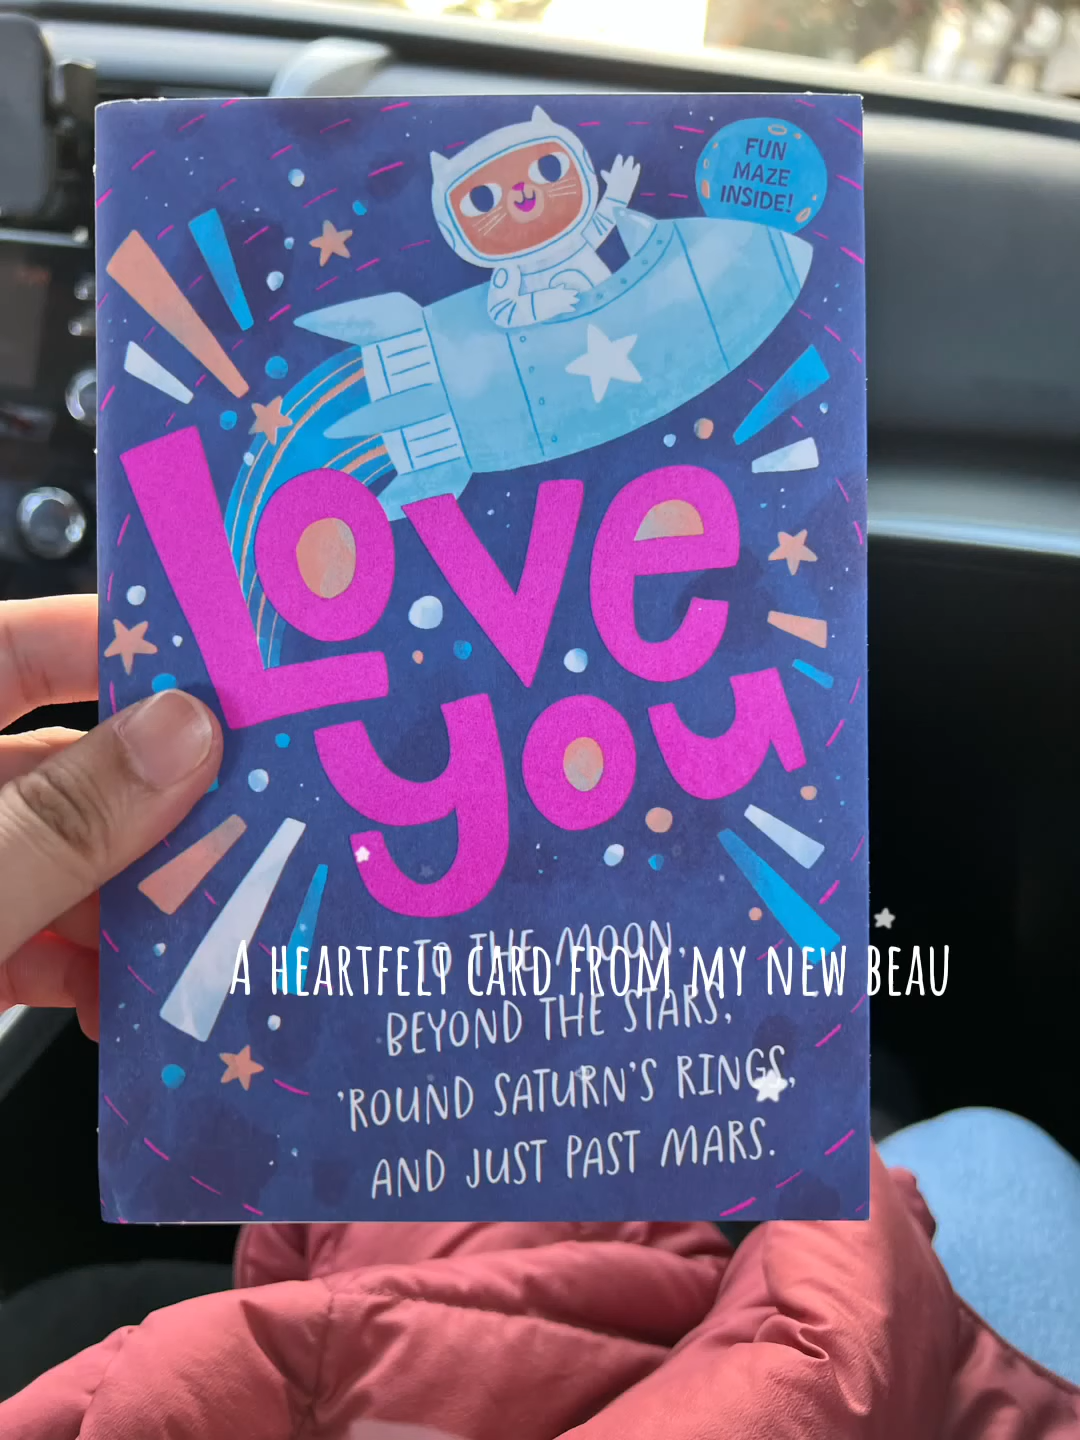 FUN
MAZE
INSIDE!
Love
you
TO THE MOON,
A HEARTFELT CARD FROM MY NEW BEAU
BEYOND THE STARS,
'ROUND SATURN'S RINGS,
AND JUST PAST MARS.